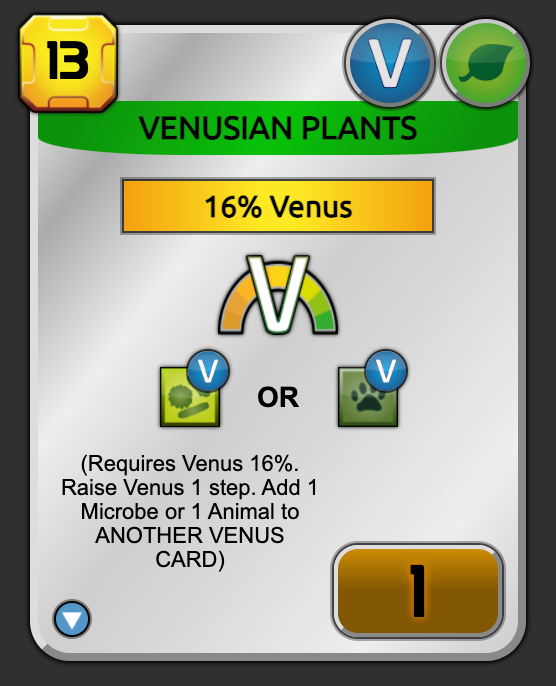 13
V
VENUSIAN PLANTS
16% Venus
V
V
OR
V
(Requires Venus 16%.
Raise Venus 1 step. Add 1
Microbe or 1 Animal to
ANOTHER VENUS
CARD)
1